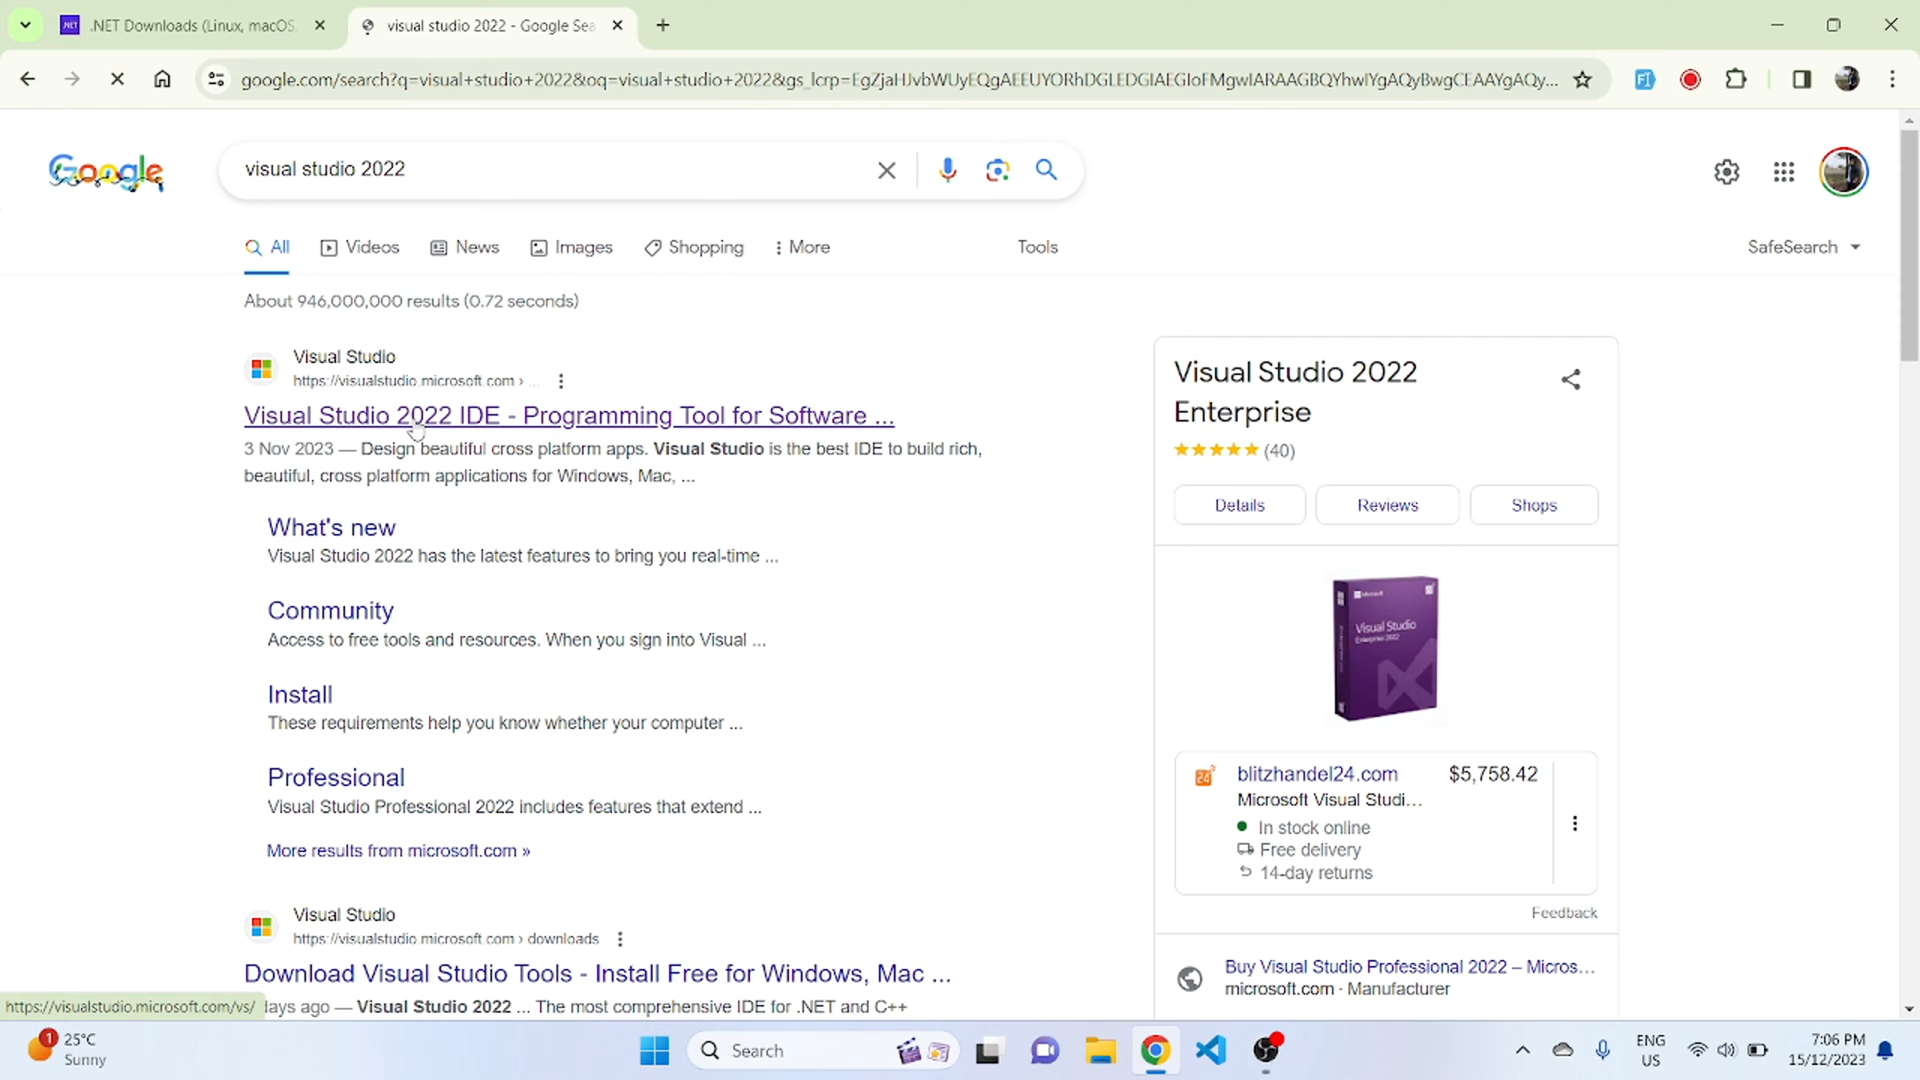 .NET Downloads (Linux, macOS,
visual studio 2022 - Google Sea
google.com/search?q=visual+studio+2022&oq=visual+studio+2022&gs_lcrp=EgZjaHJvbWUyEQgAEEUYORhDGLEDGIAEGIoFMgwIARAAGBQYhwIYgAQyBwgCEAAYgAQy...
Google
visual studio 2022
All
Videos
News
Images
Shopping
More
Tools
SafeSearch
About 946,000,000 results (0.72 seconds)
Visual Studio
https://visualstudio.microsoft.com › ...
Visual Studio 2022 IDE - Programming Tool for Software ...
3 Nov 2023 — Design beautiful cross platform apps. Visual Studio is the best IDE to build rich,
beautiful, cross platform applications for Windows, Mac, ...
What's new
Visual Studio 2022 has the latest features to bring you real-time ...
Community
Access to free tools and resources. When you sign into Visual ...
Install
These requirements help you know whether your computer ...
Professional
Visual Studio Professional 2022 includes features that extend ...
More results from microsoft.com »
Visual Studio
https://visualstudio.microsoft.com › downloads
Download Visual Studio Tools - Install Free for Windows, Mac ...
days ago — Visual Studio 2022 ... The most comprehensive IDE for .NET and C++
https://visualstudio.microsoft.com/vs/
Visual Studio 2022
Enterprise
(40)
Details
Reviews
Shops
Microsoft
Visual Studio
Enterprise 2022
24
blitzhandel24.com
$5,758.42
Microsoft Visual Studi...
In stock online
Free delivery
14-day returns
Feedback
Buy Visual Studio Professional 2022 – Micros...
microsoft.com · Manufacturer
1
25°C
Sunny
Search
ENG
US
7:06 PM
15/12/2023